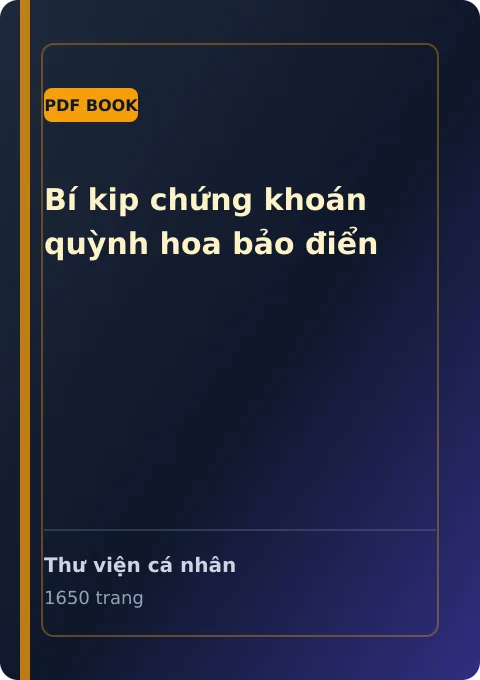 PDF BOOK
Bí kip chứng khoán
quỳnh hoa bảo điển
Thư viện cá nhân
1650 trang